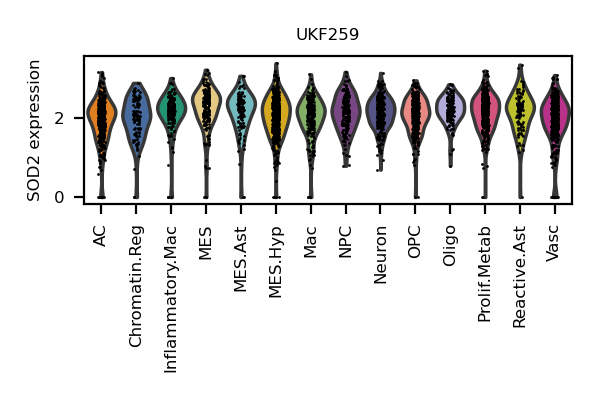 UKF259
SOD2 expression
2
0
AC
Chromatin.Reg
Inflammatory.Mac
MES
MES.Ast
MES.Hyp
Mac
NPC
Neuron
OPC
Oligo
Prolif.Metab
Reactive.Ast
Vasc